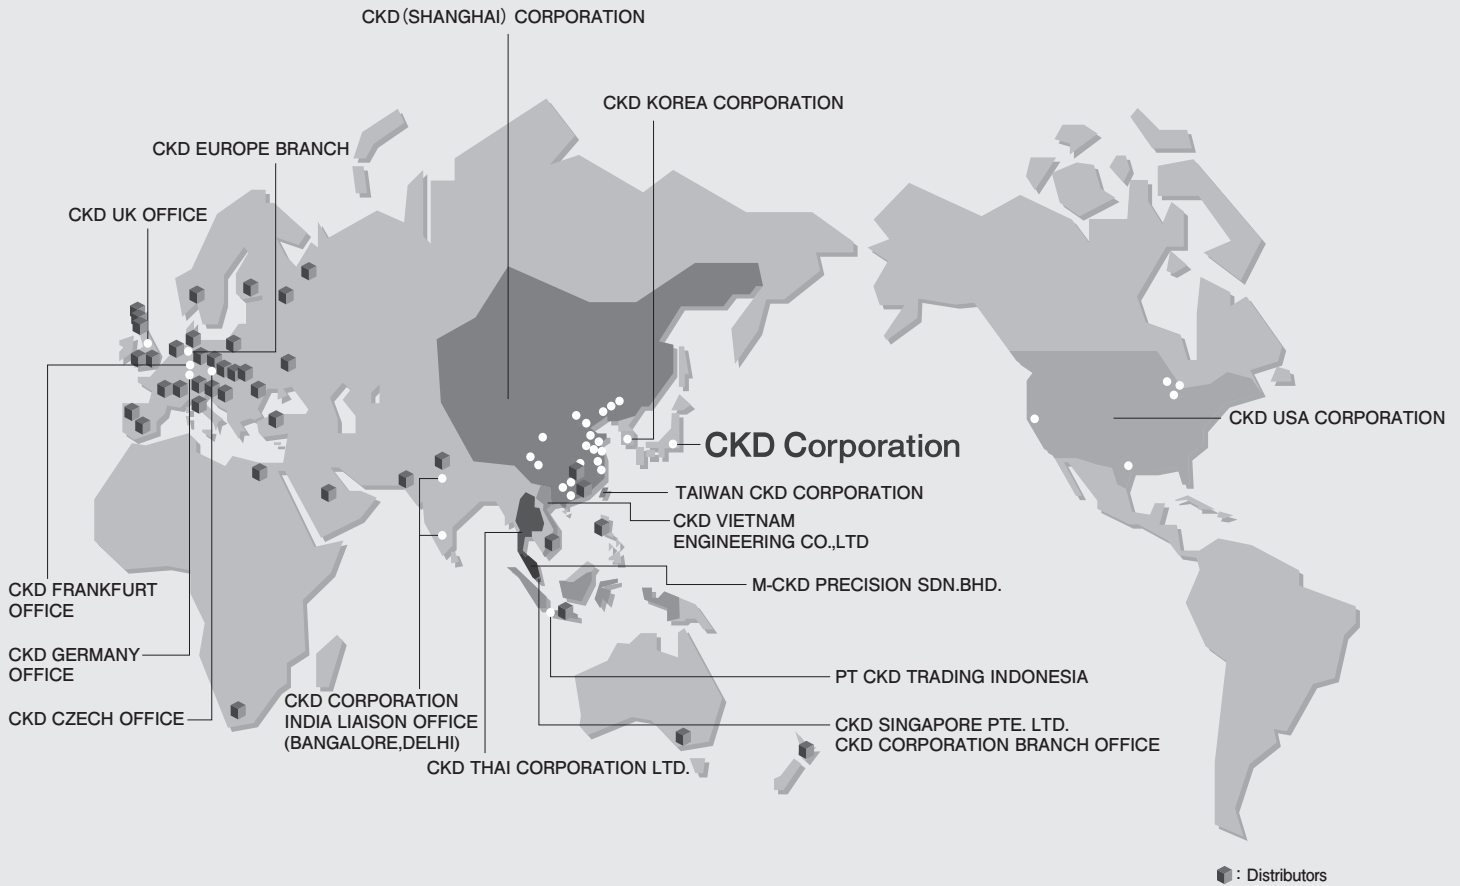 CKD(SHANGHAI) CORPORATION
CKD KOREA CORPORATION
CKD EUROPE BRANCH
CKD UK OFFICE
CKD USA CORPORATION
CKD Corporation
TAIWAN CKD CORPORATION
CKD VIETNAM
ENGINEERING CO.,LTD
M-CKD PRECISION SDN.BHD.
CKD FRANKFURT
OFFICE
CKD GERMANY
OFFICE
CKD CZECH OFFICE
CKD CORPORATION
INDIA LIAISON OFFICE
(BANGALORE,DELHI)
CKD THAI CORPORATION LTD.
PT CKD TRADING INDONESIA
CKD SINGAPORE PTE. LTD.
CKD CORPORATION BRANCH OFFICE
: Distributors